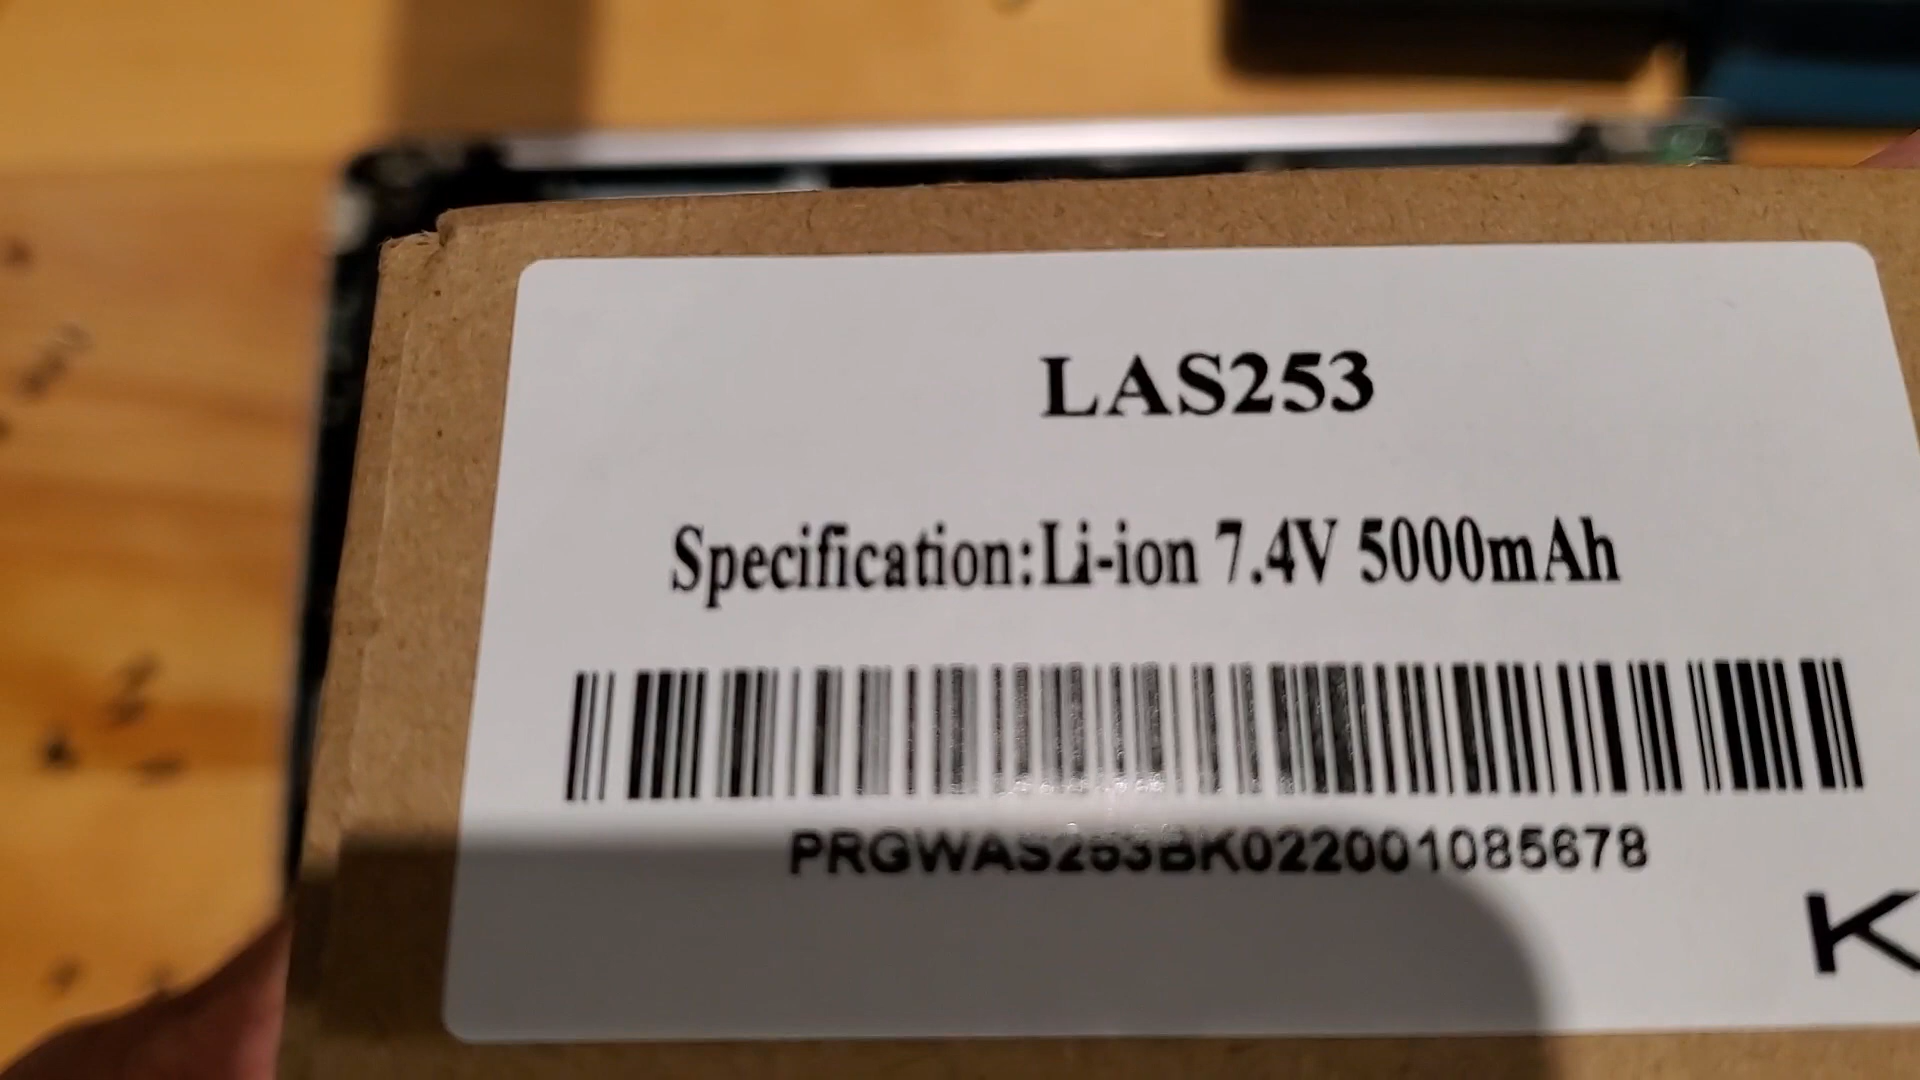 LAS253
Specification:Li-ion 7.4V 5000mAh
PRGWAS253BK022001085678
K